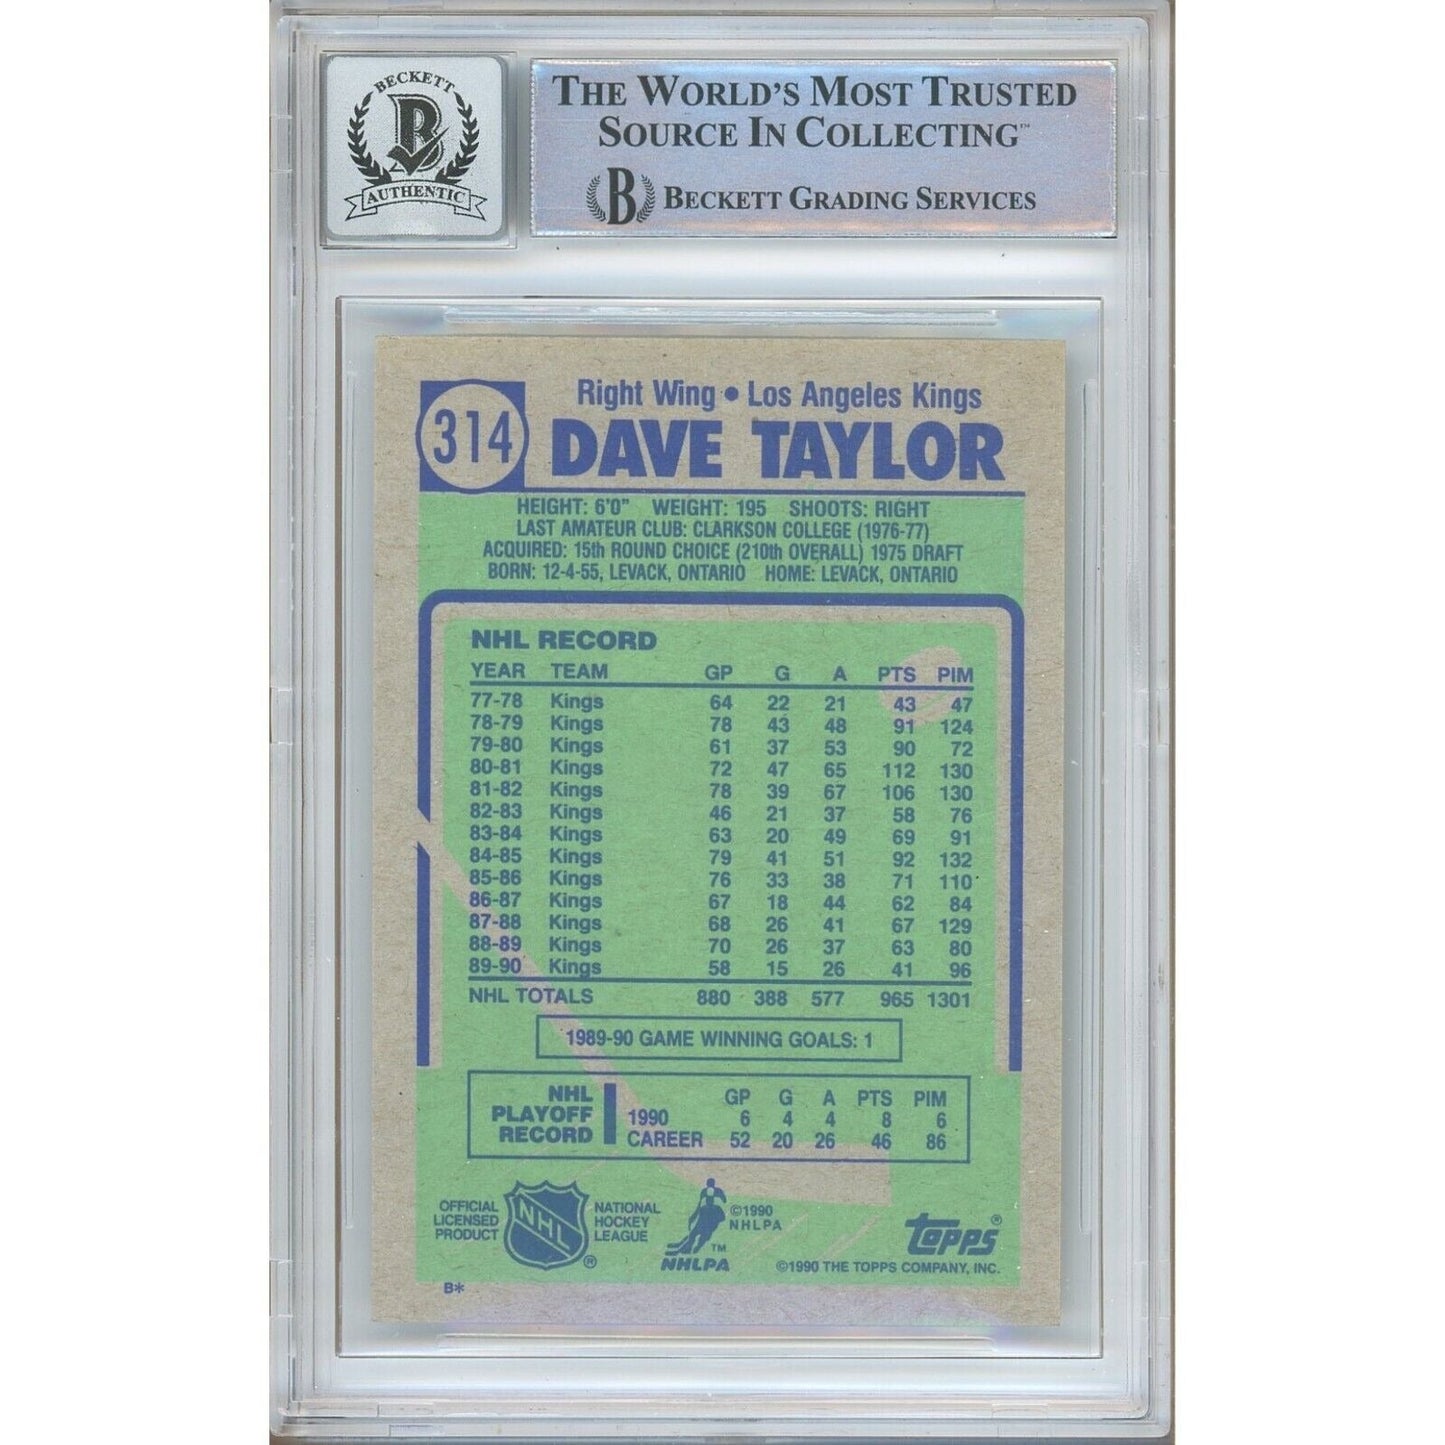 BECKETT
B
AUTHENTIC
THE WORLD'S MOST TRUSTED
SOURCE IN COLLECTING™
B BECKETT GRADING SERVICES
314
Right Wing • Los Angeles Kings
DAVE TAYLOR
HEIGHT: 6'0" WEIGHT: 195 SHOOTS: RIGHT
LAST AMATEUR CLUB: CLARKSON COLLEGE (1976-77)
ACQUIRED: 15th ROUND CHOICE (210th OVERALL) 1975 DRAFT
BORN: 12-4-55, LEVACK, ONTARIO HOME: LEVACK, ONTARIO
NHL RECORD
YEAR TEAM GP G A PTS PIM
77-78 Kings 64 22 21 43 47
78-79 Kings 78 43 48 91 124
79-80 Kings 61 37 53 90 72
80-81 Kings 72 47 65 112 130
81-82 Kings 78 39 67 106 130
82-83 Kings 46 21 37 58 76
83-84 Kings 63 20 49 69 91
84-85 Kings 79 41 51 92 132
85-86 Kings 76 33 38 71 110
86-87 Kings 67 18 44 62 84
87-88 Kings 68 26 41 67 129
88-89 Kings 70 26 37 63 80
89-90 Kings 58 15 26 41 96
NHL TOTALS 880 388 577 965 1301
1989-90 GAME WINNING GOALS: 1
NHL PLAYOFF RECORD
GP G A PTS PIM
1990 6 4 4 8 6
CAREER 52 20 26 46 86
OFFICIAL
LICENSED
PRODUCT
NHL
®
NATIONAL
HOCKEY
LEAGUE
™
NHLPA
©1990
NHLPA
topps®
©1990 THE TOPPS COMPANY, INC.
B*